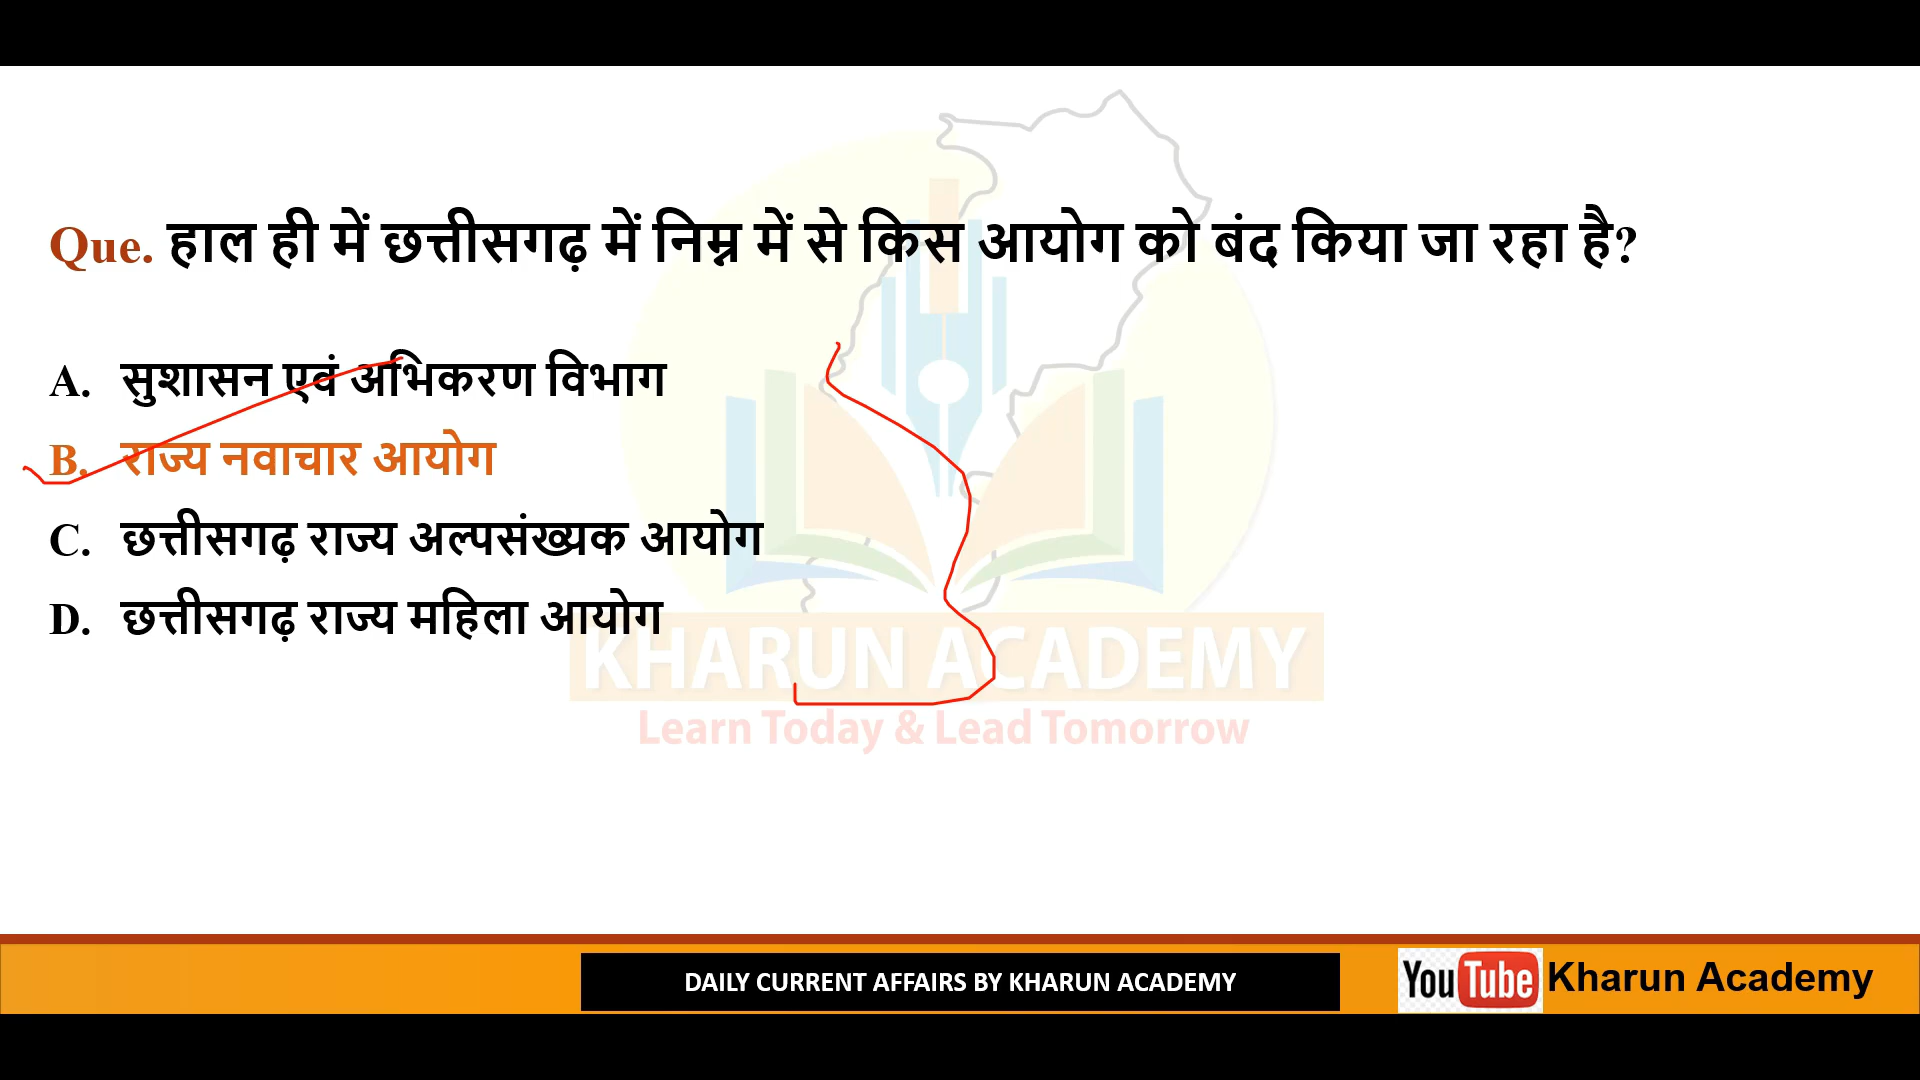 Que. हाल ही में छत्तीसगढ़ में निम्न में से किस आयोग को बंद किया जा रहा है?
A. सुशासन एवं अभिकरण विभाग
B. राज्य नवाचार आयोग
C. छत्तीसगढ़ राज्य अल्पसंख्यक आयोग
D. छत्तीसगढ़ राज्य महिला आयोग
KHARUN ACADEMY
Learn Today & Lead Tomorrow
DAILY CURRENT AFFAIRS BY KHARUN ACADEMY
YouTube Kharun Academy